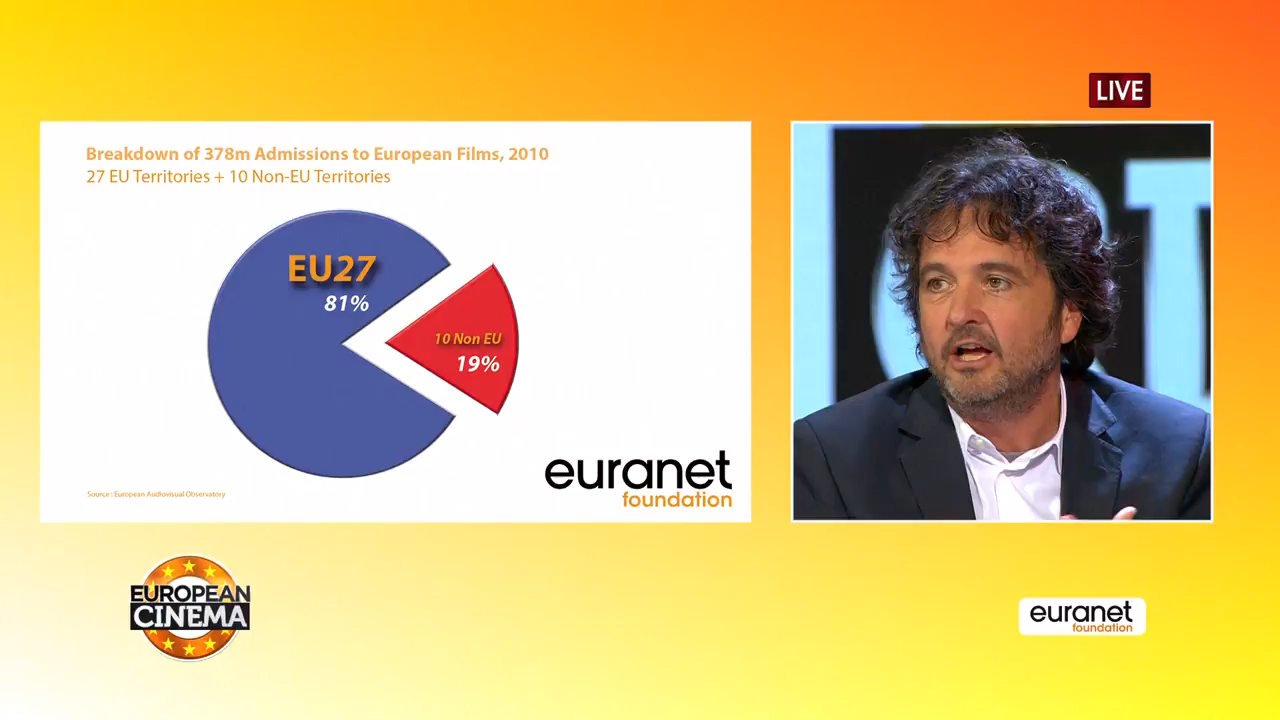 LIVE
Breakdown of 378m Admissions to European Films, 2010
27 EU Territories + 10 Non-EU Territories
EU27
81%
10 Non EU
19%
euranet
foundation
Source : European Audiovisual Observatory
EUROPEAN
CINEMA
euranet
foundation